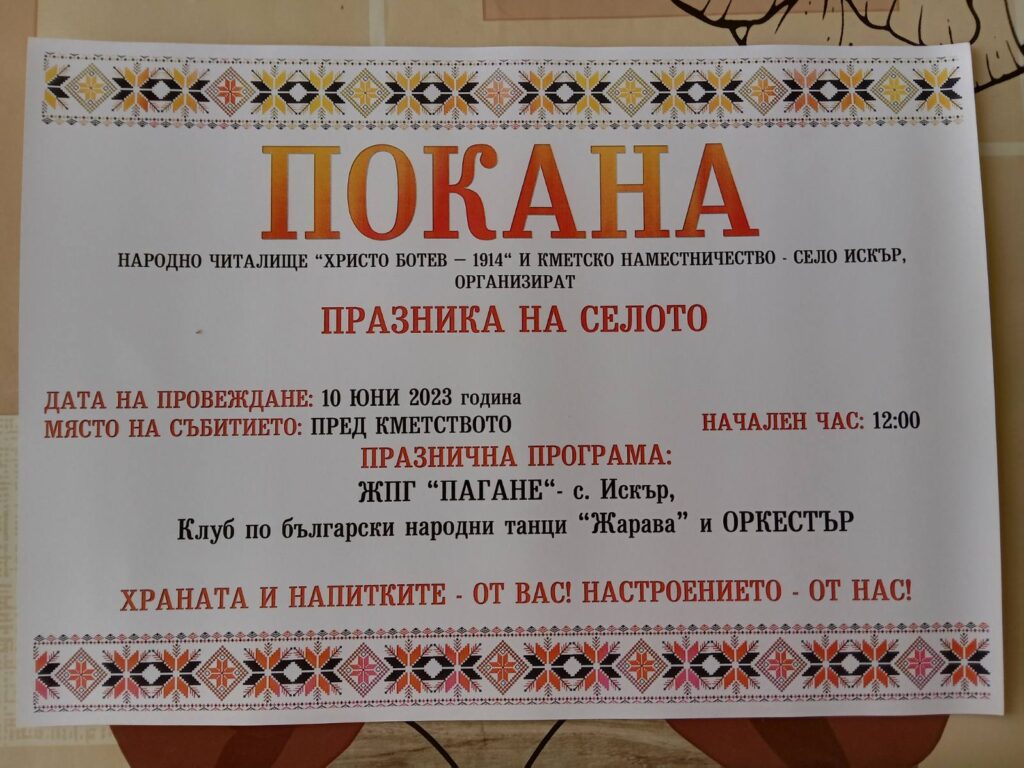 ПОКАНА
НАРОДНО ЧИТАЛИЩЕ “ХРИСТО БОТЕВ – 1914“ И КМЕТСКО НАМЕСТНИЧЕСТВО - СЕЛО ИСКЪР,
ОРГАНИЗИРАТ
ПРАЗНИКА НА СЕЛОТО
ДАТА НА ПРОВЕЖДАНЕ: 10 ЮНИ 2023 година
МЯСТО НА СЪБИТИЕТО: ПРЕД КМЕТСТВОТО НАЧАЛЕН ЧАС: 12:00
ПРАЗНИЧНА ПРОГРАМА:
ЖПГ “ПАГАНЕ“- с. Искър,
Клуб по български народни танци “Жарава” и ОРКЕСТЪР
ХРАНАТА И НАПИТКИТЕ - ОТ ВАС! НАСТРОЕНИЕТО - ОТ НАС!